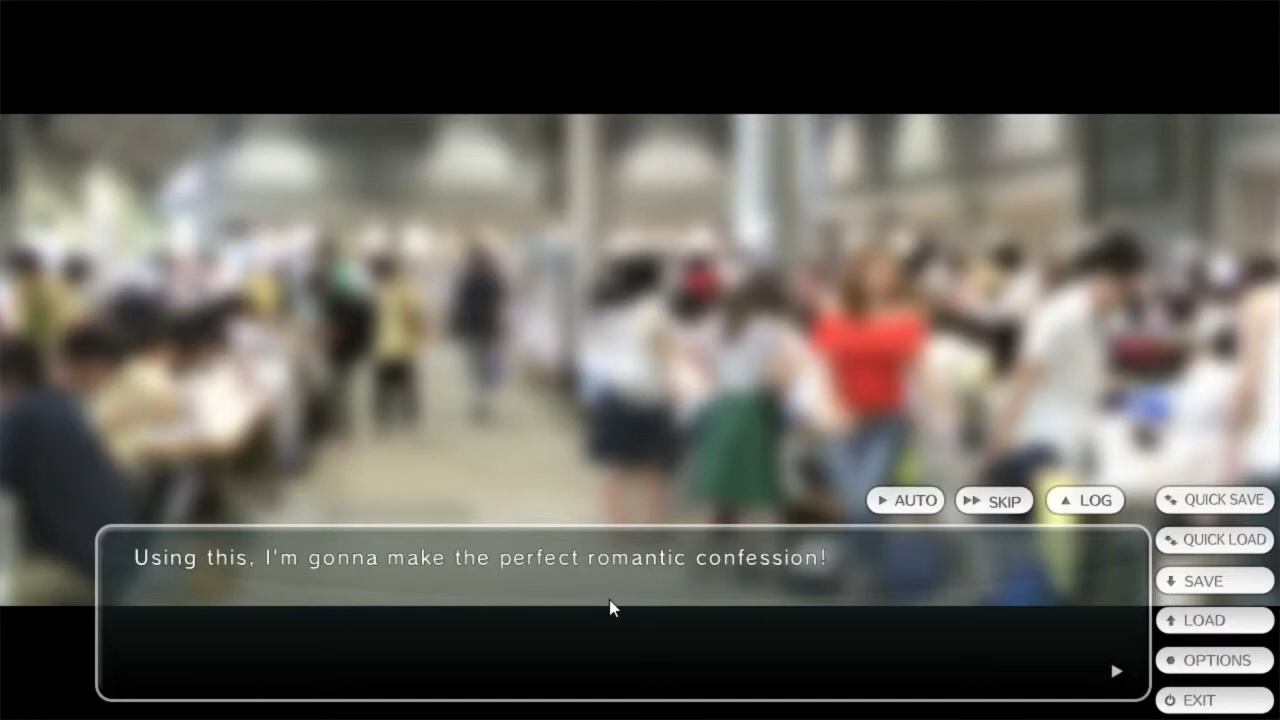 AUTO
SKIP
LOG
QUICK SAVE
QUICK LOAD
SAVE
LOAD
OPTIONS
EXIT
Using this, I'm gonna make the perfect romantic confession!